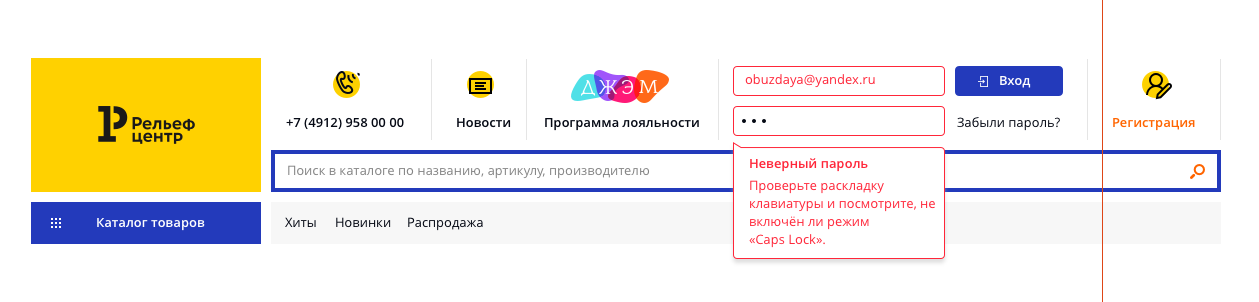 Рельеф
центр
+7 (4912) 958 00 00
Новости
ДЖЭМ
Программа лояльности
obuzdaya@yandex.ru
Вход
•••
Забыли пароль?
Регистрация
Поиск в каталоге по названию, артикулу, производителю
Неверный пароль
Проверьте раскладку
клавиатуры и посмотрите, не
включён ли режим
«Caps Lock».
Каталог товаров
Хиты Новинки Распродажа